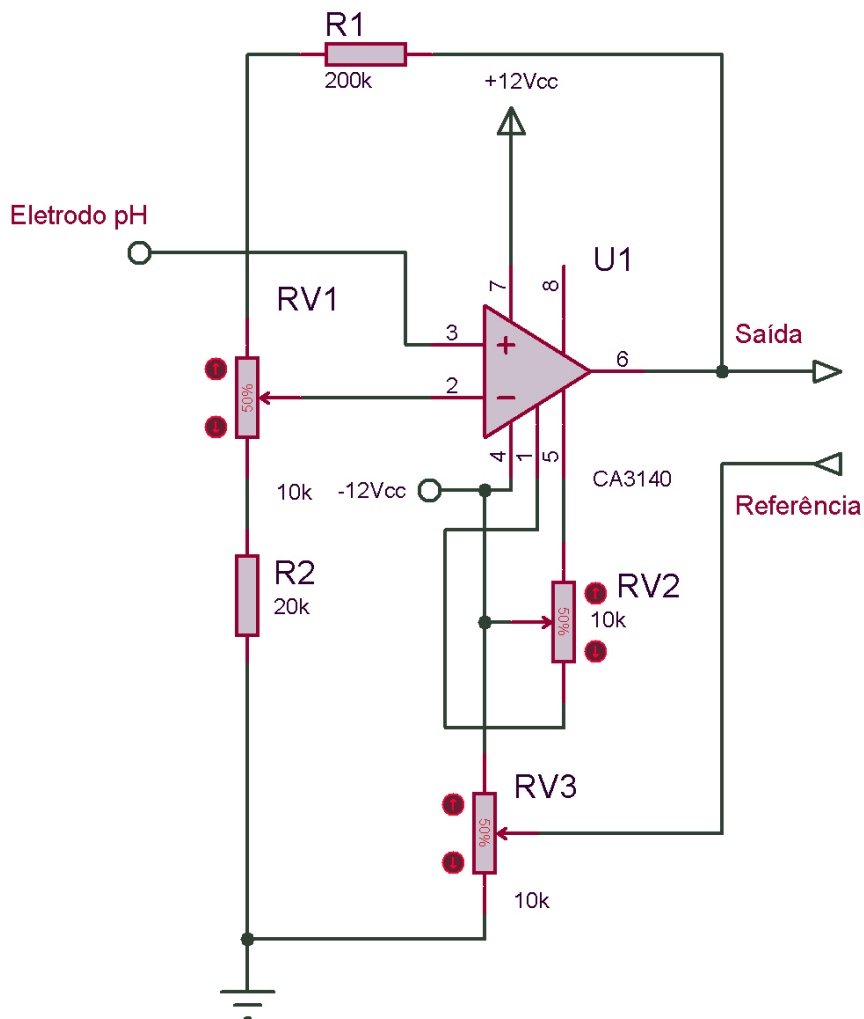 R1
200k
+12Vcc
Eletrodo pH
RV1
U1
7
8
3
+
6
Saída
2
-
50%
4
1
5
10k
-12Vcc
CA3140
Referência
R2
20k
RV2
10k
50%
RV3
50%
10k